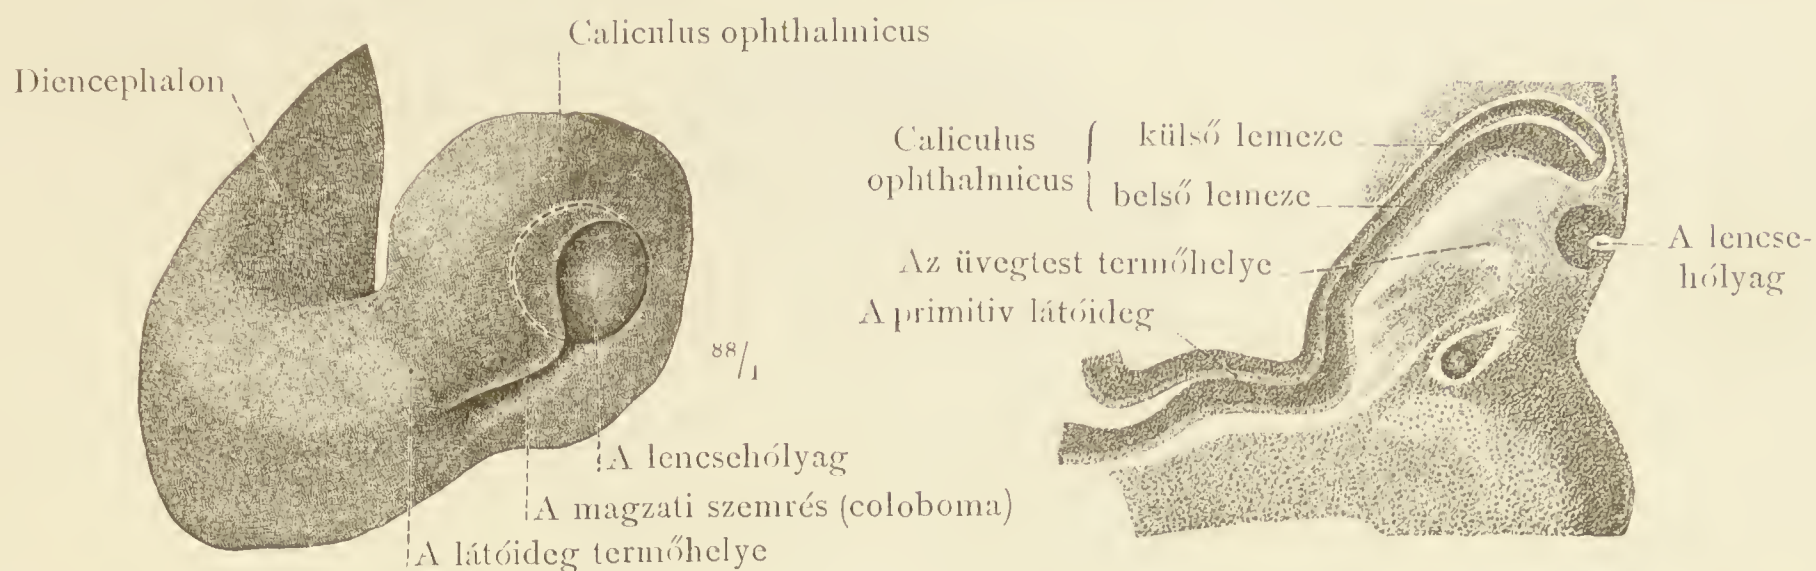 Caliculus ophthalmicus
Diencephalon
88/1
A lencsehólyag
A magzati szemrés (coloboma)
A látóideg termőhelye
Caliculus
ophthalmicus
külső lemeze
belső lemeze
Az üvegtest termőhelye
A primitiv látóideg
A lencse-
hólyag